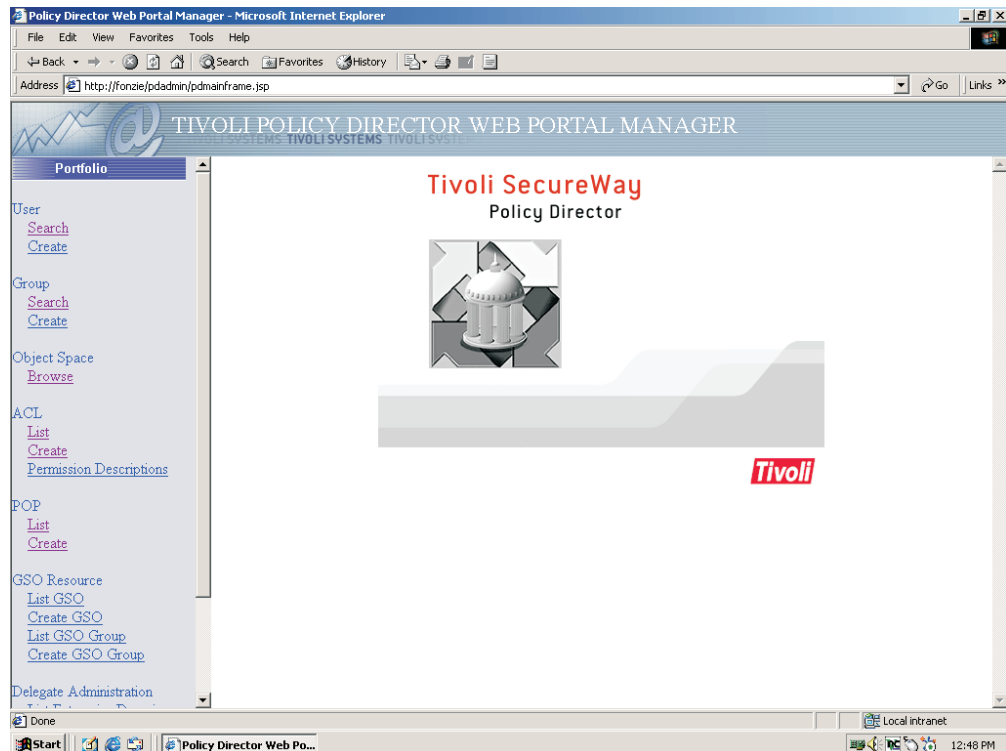 Policy Director Web Portal Manager - Microsoft Internet Explorer
File Edit View Favorites Tools Help
Back Search Favorites History
Address http://fonzie/pdadmin/pdmainframe.jsp Go Links »
TIVOLI POLICY DIRECTOR WEB PORTAL MANAGER
TIVOLI SYSTEMS TIVOLI SYSTEMS TIVOLI SYSTE
Portfolio
User
Search
Create
Group
Search
Create
Object Space
Browse
ACL
List
Create
Permission Descriptions
POP
List
Create
GSO Resource
List GSO
Create GSO
List GSO Group
Create GSO Group
Delegate Administration
Tivoli SecureWay
Policy Director
Tivoli
Done Local intranet
Start Policy Director Web Po... 12:48 PM